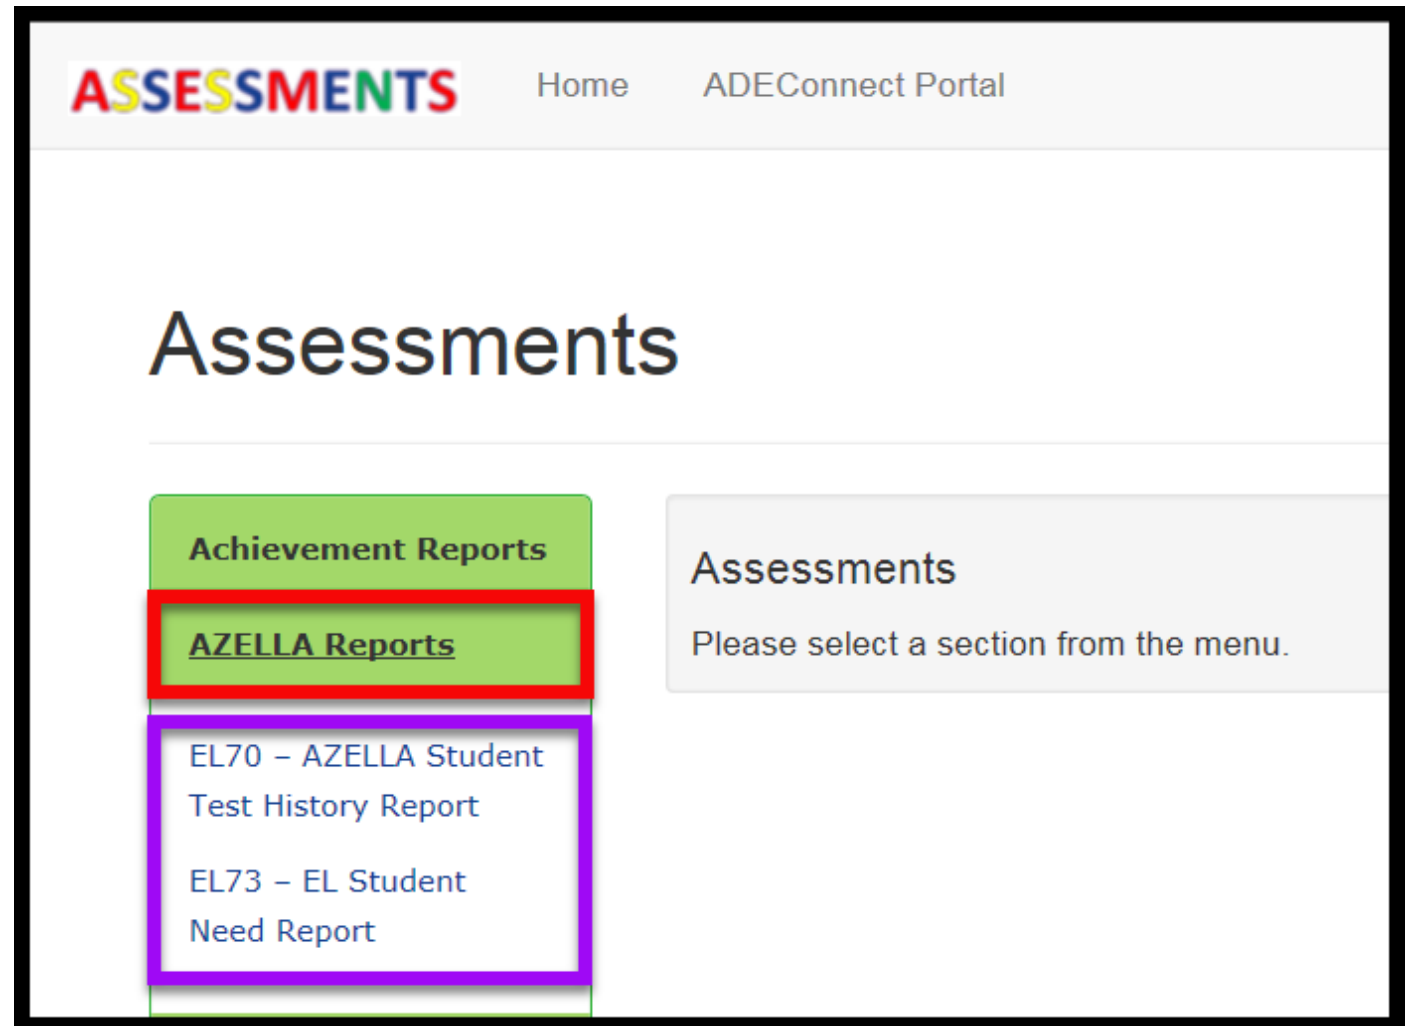 ASSESSMENTS Home ADEConnect Portal
Assessments
Achievement Reports
AZELLA Reports
EL70 – AZELLA Student
Test History Report
EL73 – EL Student
Need Report
Assessments
Please select a section from the menu.